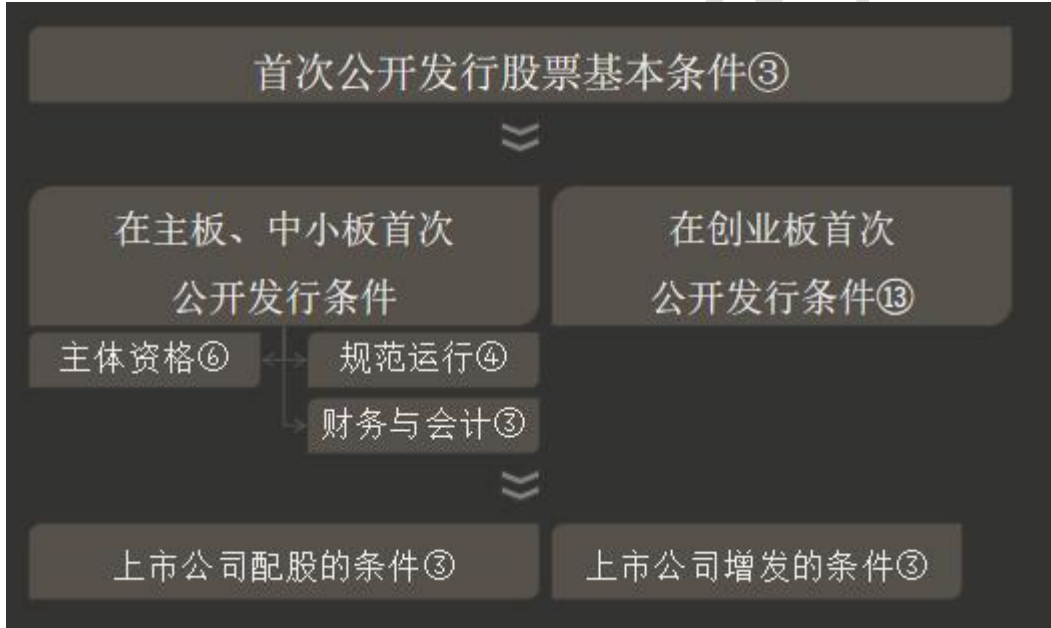 首次公开发行股票基本条件③
在主板、中小板首次
公开发行条件
在创业板首次
公开发行条件⑬
主体资格⑥
规范运行④
财务与会计③
上市公司配股的条件③
上市公司增发的条件③